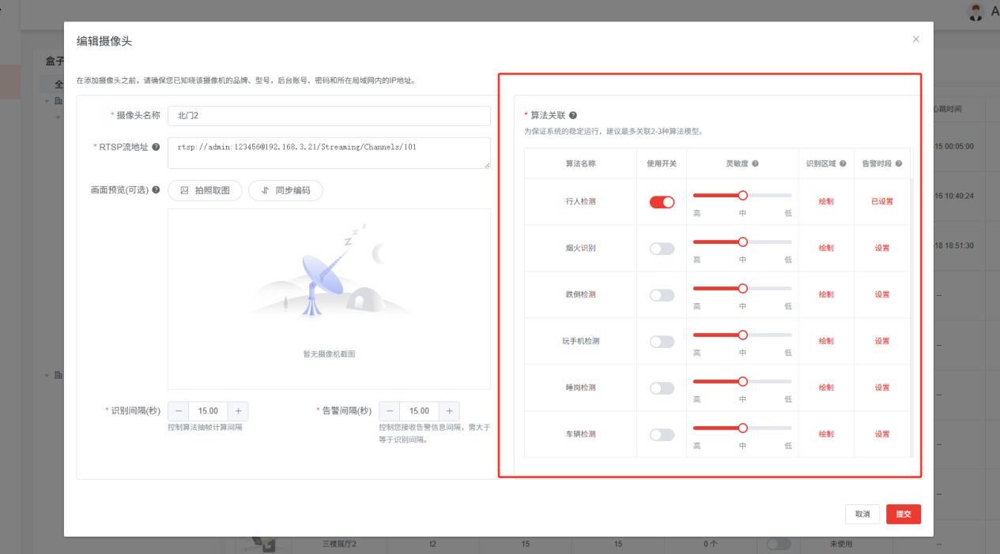 A
编辑摄像头
盒子
在添加摄像头之前，请确保您已知晓该摄像机的品牌、型号，后台账号、密码和所在局域网内的IP地址。
全
* 摄像头名称 北门2
* RTSP流地址 rtsp://admin:123456@192.168.3.21/Streaming/Channels/101
画面预览(可选) 拍照取图 同步编码
z z z
暂无摄像机截图
* 识别间隔(秒) − 15.00 +
控制算法抽帧计算间隔
* 告警间隔(秒) − 15.00 +
控制您接收告警信息间隔，需大于
等于识别间隔。
* 算法关联
为保证系统的稳定运行，建议最多关联2-3种算法模型。
算法名称 使用开关 灵敏度 识别区域 告警时段
行人检测 高 中 低 绘制 已设置
烟火识别 高 中 低 绘制 设置
跌倒检测 高 中 低 绘制 设置
玩手机检测 高 中 低 绘制 设置
睡岗检测 高 中 低 绘制 设置
车辆检测 高 中 低 绘制 设置
心跳时间
15 00:05:00
16 10:40:24
18 18:51:30
--
--
--
--
--
取消 提交
三楼展厅2 t2 15 15 0 个 未使用 --